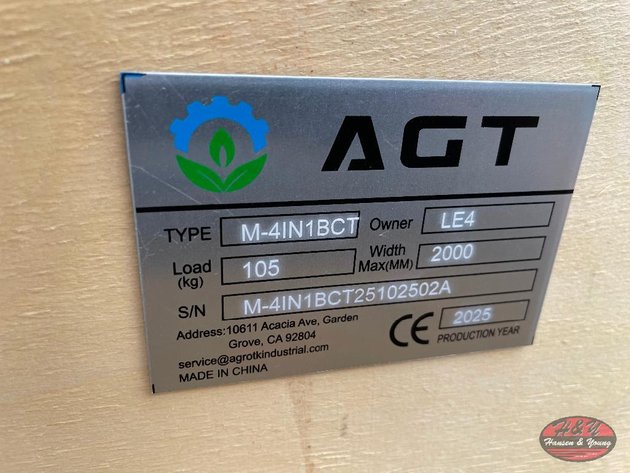 AGT
TYPE M-4IN1BCT Owner LE4
Load (kg) 105 Width Max(MM) 2000
S/N M-4IN1BCT25102502A
Address:10611 Acacia Ave, Garden
Grove, CA 92804
service@agrotkindustrial.com
MADE IN CHINA
CE 2025
PRODUCTION YEAR
H&Y
Hansen & Young